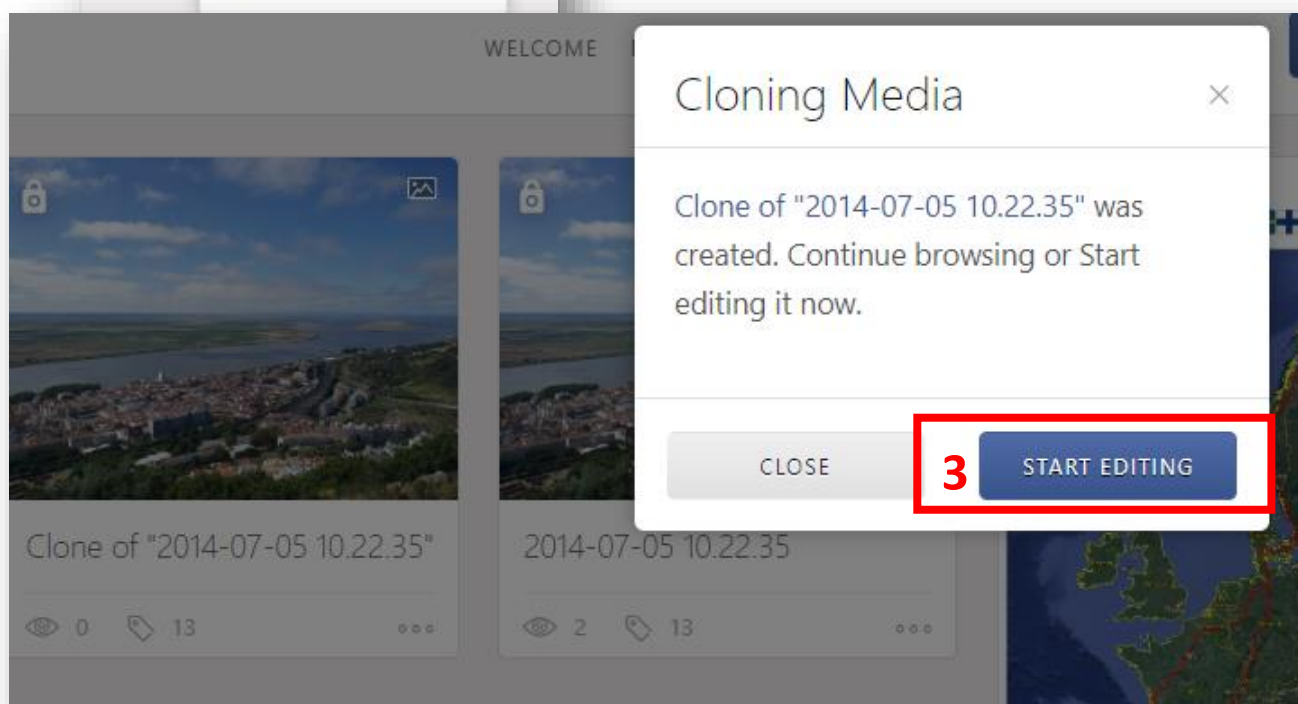 WELCOME
Cloning Media
×
Clone of "2014-07-05 10.22.35" was
created. Continue browsing or Start
editing it now.
CLOSE
3
START EDITING
Clone of "2014-07-05 10.22.35"
0 13
2014-07-05 10.22.35
2 13